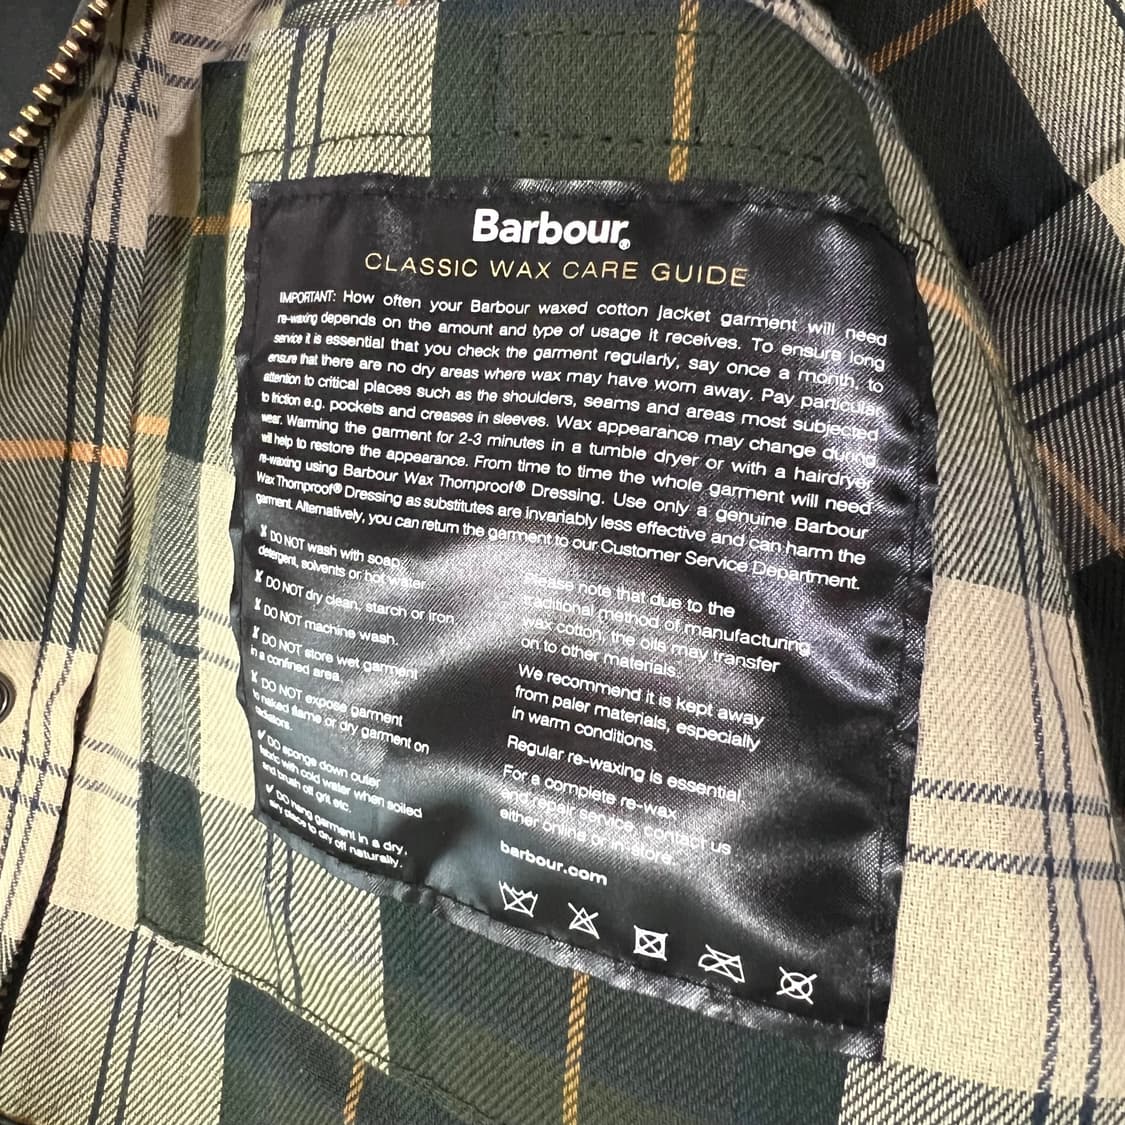 Barbour®
CLASSIC WAX CARE GUIDE
IMPORTANT: How often your Barbour waxed cotton jacket garment will need
re-waxing depends on the amount and type of usage it receives. To ensure long
service it is essential that you check the garment regularly, say once a month, to
ensure that there are no dry areas where wax may have worn away. Pay particular
attention to critical places such as the shoulders, seams and areas most subjected
to friction e.g. pockets and creases in sleeves. Wax appearance may change during
wear. Warming the garment for 2-3 minutes in a tumble dryer or with a hairdryer
will help to restore the appearance. From time to time the whole garment will need
re-waxing using Barbour Wax Thornproof® Dressing. Use only a genuine Barbour
Wax Thornproof® Dressing as substitutes are invariably less effective and can harm the
garment. Alternatively, you can return the garment to our Customer Service Department.
✗ DO NOT wash with soap,
detergent, solvents or hot water
✗ DO NOT dry clean, starch or iron
✗ DO NOT machine wash.
✗ DO NOT store wet garment
in a confined area.
✗ DO NOT expose garment
to naked flame or dry garment on
radiators.
✓ DO sponge down outer
fabric with cold water when soiled
and brush off grit etc.
✓ DO hang garment in a dry,
airy place to dry off naturally.
Please note that due to the
traditional method of manufacturing
wax cotton, the oils may transfer
on to other materials.
We recommend it is kept away
from paler materials, especially
in warm conditions.
Regular re-waxing is essential
For a complete re-wax
and repair service, contact us
either online or in-store.
barbour.com